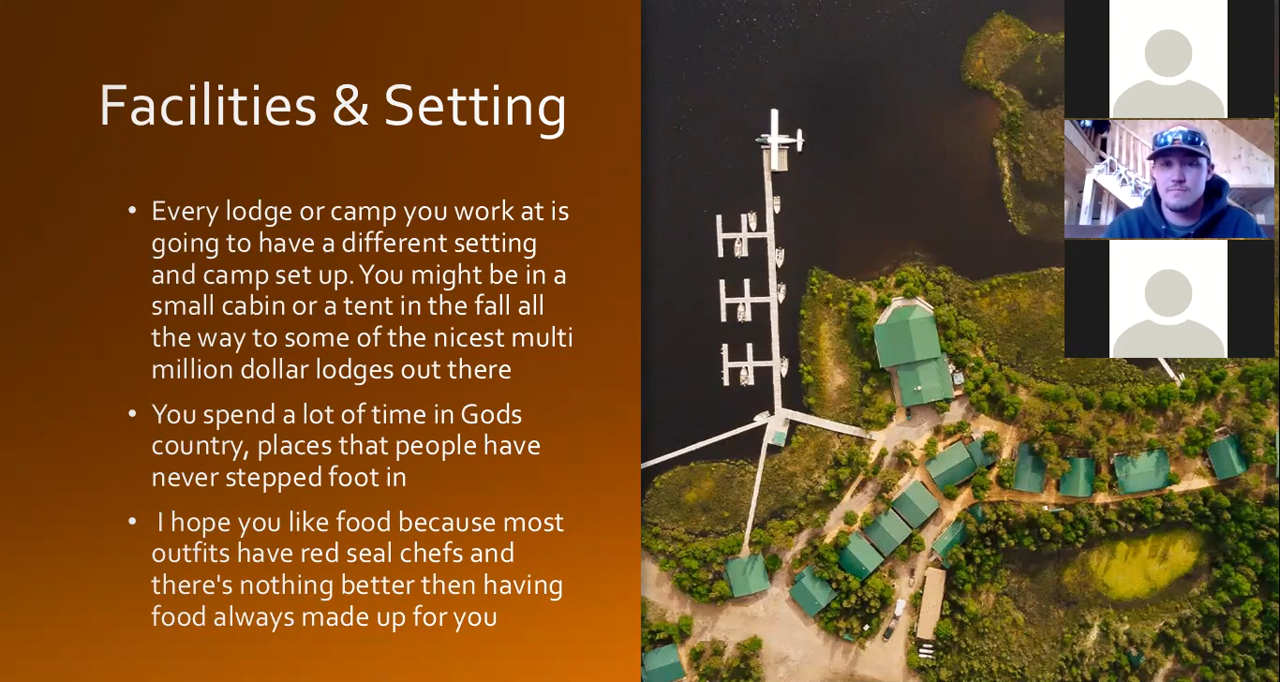 Facilities & Setting
• Every lodge or camp you work at is
going to have a different setting
and camp set up. You might be in a
small cabin or a tent in the fall all
the way to some of the nicest multi
million dollar lodges out there
• You spend a lot of time in Gods
country, places that people have
never stepped foot in
• I hope you like food because most
outfits have red seal chefs and
there's nothing better then having
food always made up for you